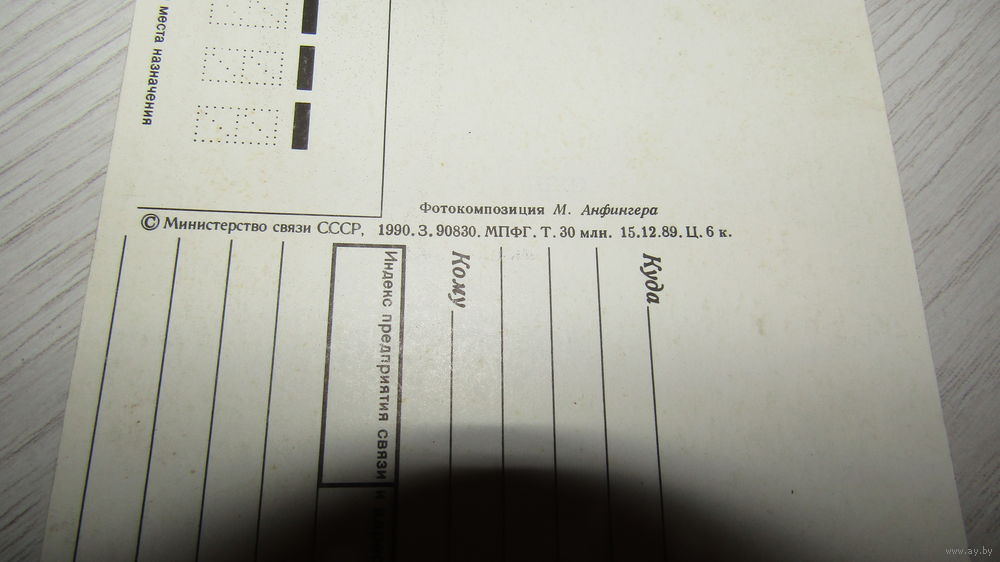 места назначения
Фотокомпозиция М. Анфингера
© Министерство связи СССР, 1990. З. 90830. МПФГ. Т. 30 млн. 15.12.89. Ц. 6 к.
Куда
Кому
Индекс предприятия связи и
www.ay.by